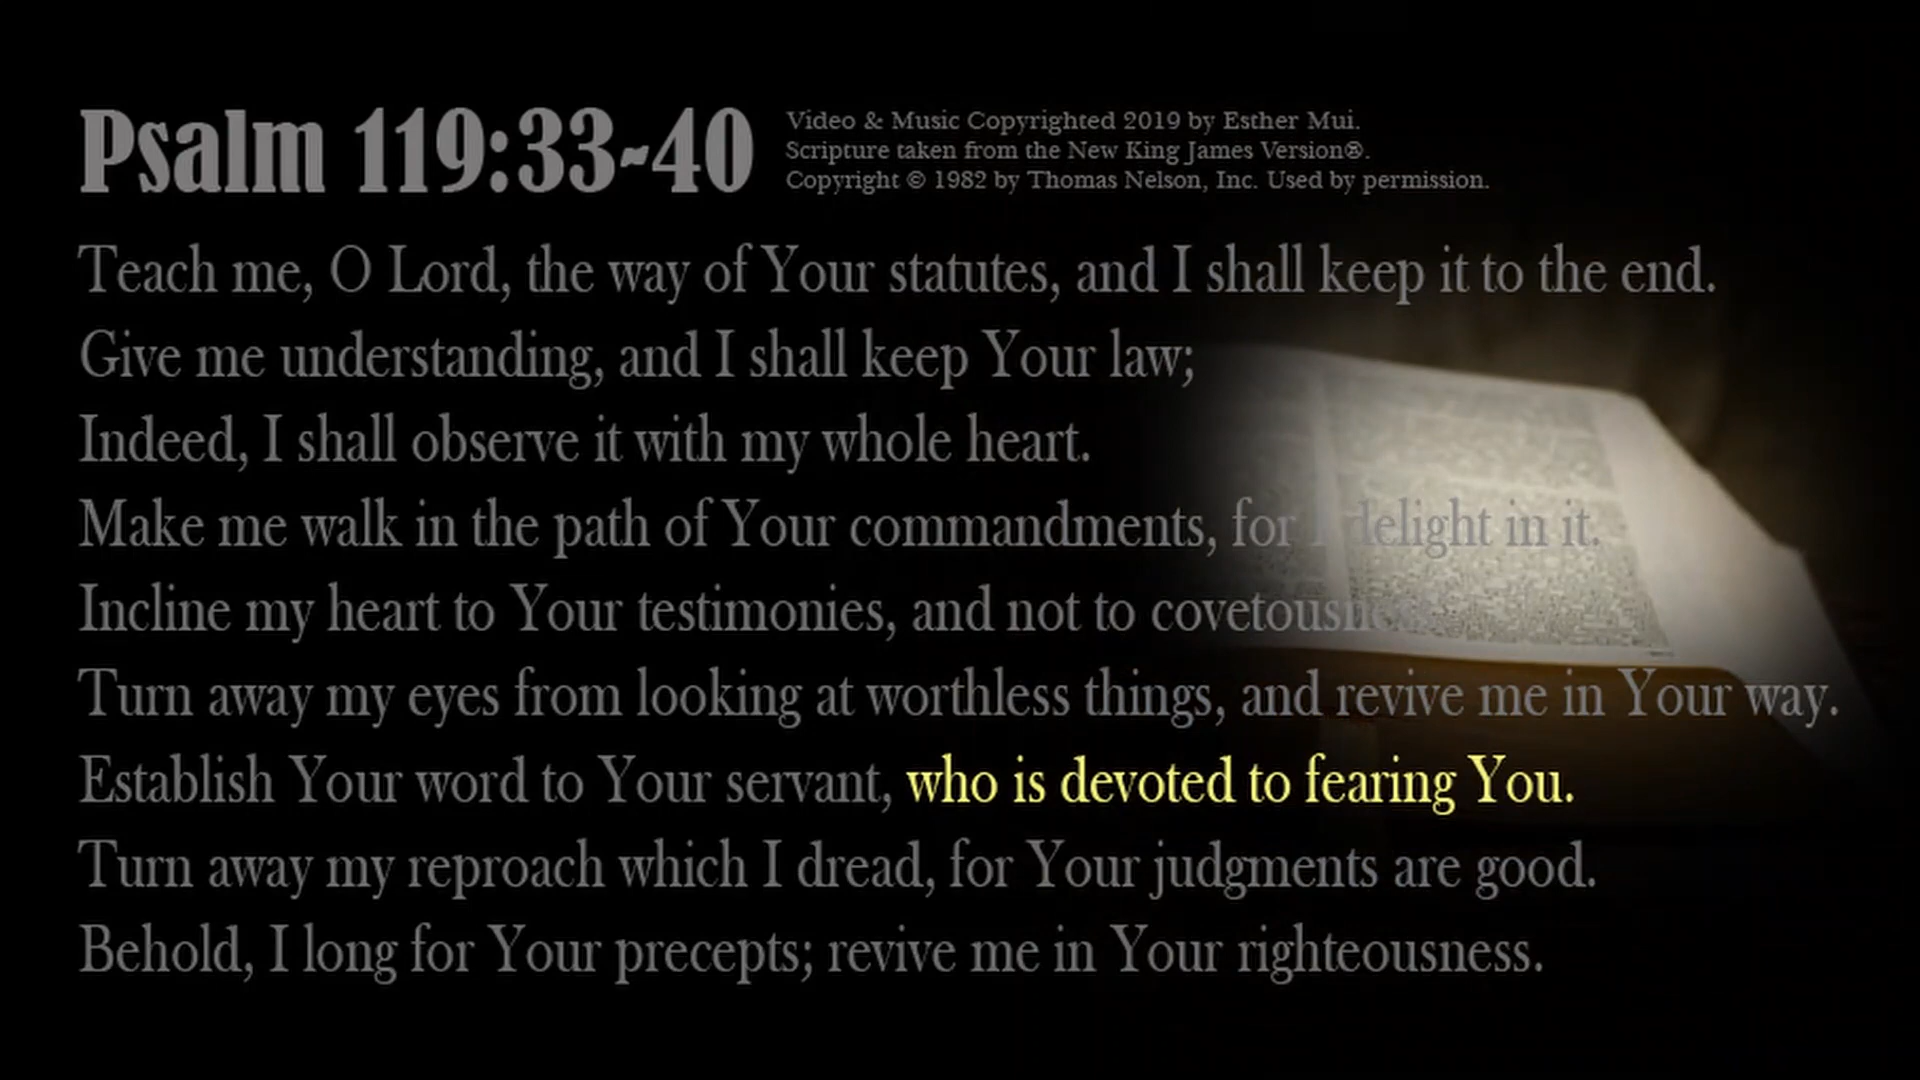 Psalm 119:33-40
Video & Music Copyrighted 2019 by Esther Mui.
Scripture taken from the New King James Version®.
Copyright © 1982 by Thomas Nelson, Inc. Used by permission.
Teach me, O Lord, the way of Your statutes, and I shall keep it to the end.
Give me understanding, and I shall keep Your law;
Indeed, I shall observe it with my whole heart.
Make me walk in the path of Your commandments, for I delight in it.
Incline my heart to Your testimonies, and not to covetousness.
Turn away my eyes from looking at worthless things, and revive me in Your way.
Establish Your word to Your servant, who is devoted to fearing You.
Turn away my reproach which I dread, for Your judgments are good.
Behold, I long for Your precepts; revive me in Your righteousness.